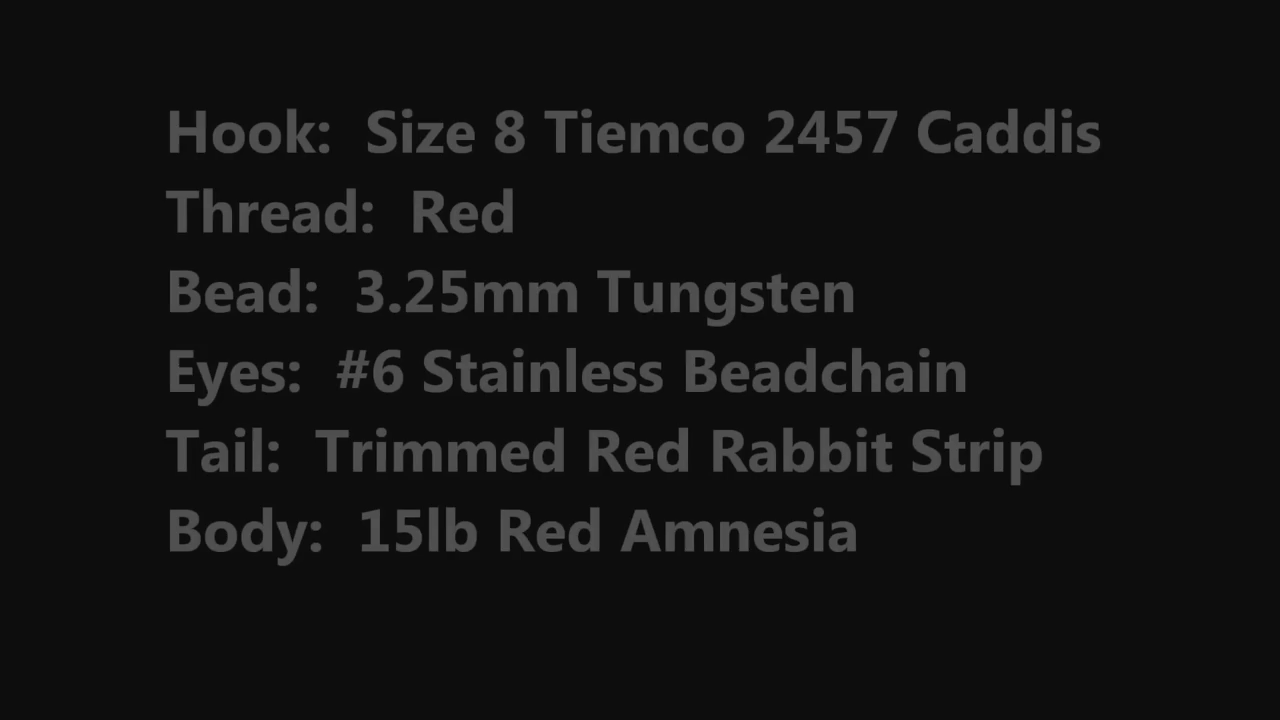 Hook:  Size 8 Tiemco 2457 Caddis
Thread:  Red
Bead:  3.25mm Tungsten
Eyes:  #6 Stainless Beadchain
Tail:  Trimmed Red Rabbit Strip
Body:  15lb Red Amnesia